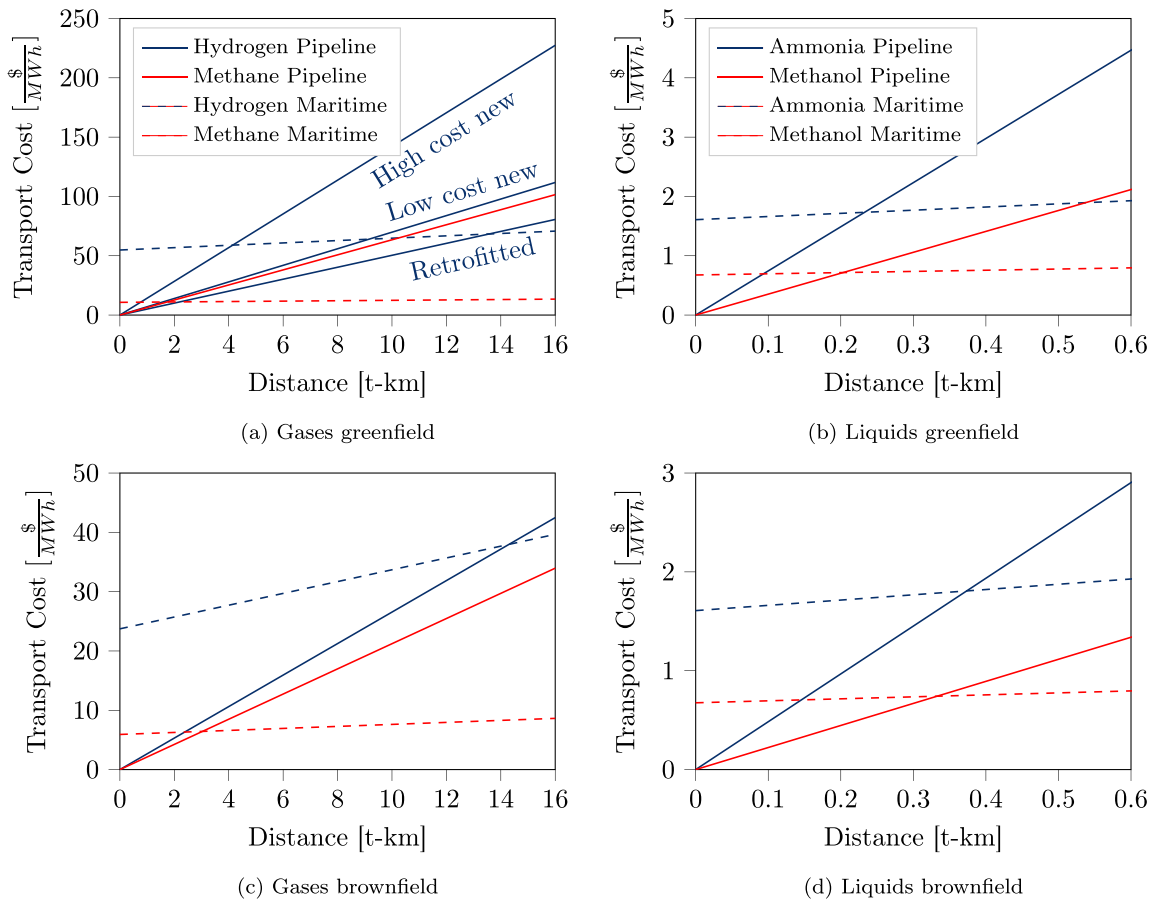 250
200
150
100
50
0
Transport Cost [$/MWh]
Hydrogen Pipeline
Methane Pipeline
Hydrogen Maritime
Methane Maritime
High cost new
Low cost new
Retrofitted
0 2 4 6 8 10 12 14 16
Distance [t-km]
(a) Gases greenfield
5
4
3
2
1
0
Transport Cost [$/MWh]
Ammonia Pipeline
Methanol Pipeline
Ammonia Maritime
Methanol Maritime
0 0.1 0.2 0.3 0.4 0.5 0.6
Distance [t-km]
(b) Liquids greenfield
50
40
30
20
10
0
Transport Cost [$/MWh]
0 2 4 6 8 10 12 14 16
Distance [t-km]
(c) Gases brownfield
3
2
1
0
Transport Cost [$/MWh]
0 0.1 0.2 0.3 0.4 0.5 0.6
Distance [t-km]
(d) Liquids brownfield